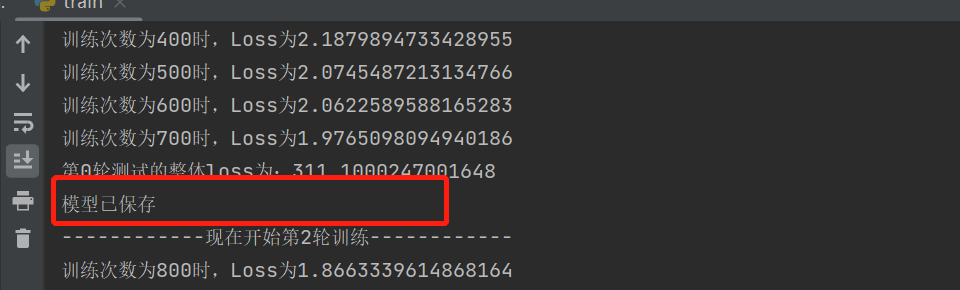 train
训练次数为400时，Loss为2.1879894733428955
训练次数为500时，Loss为2.0745487213134766
训练次数为600时，Loss为2.0622589588165283
训练次数为700时，Loss为1.9765098094940186
第0轮测试的整体loss为：311.1000247001648
模型已保存
------------现在开始第2轮训练------------
训练次数为800时，Loss为1.8663339614868164